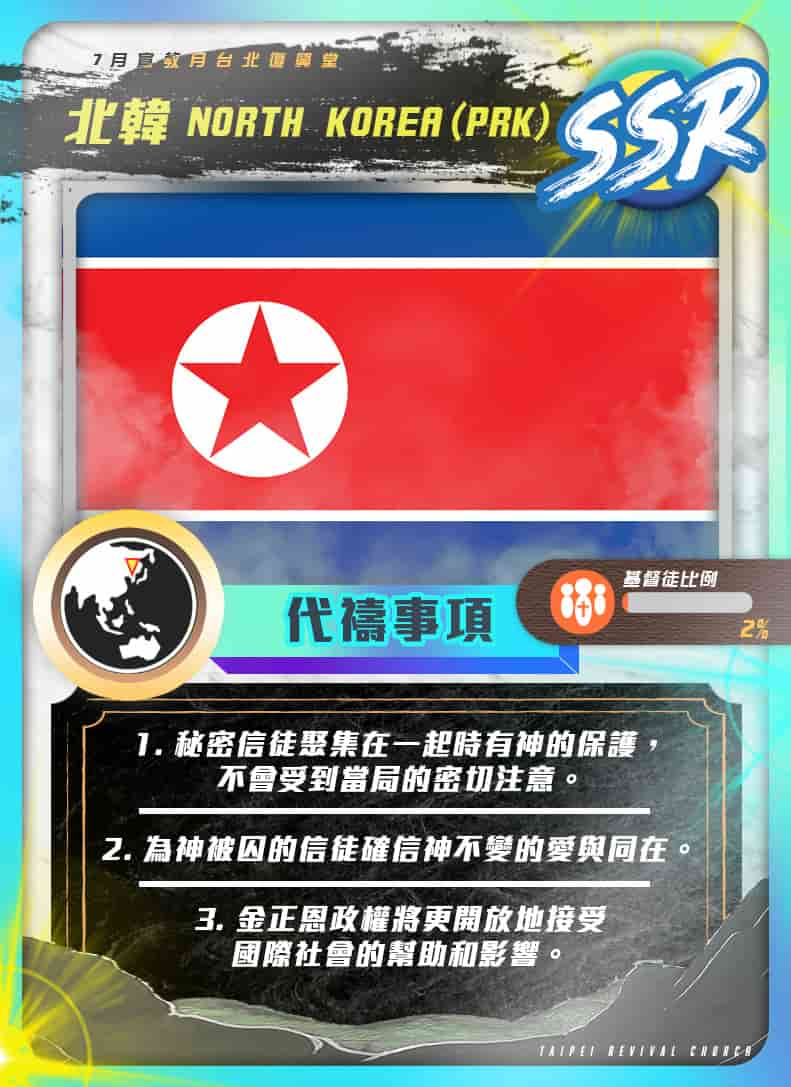 7月宣教月台北復興堂
北韓 NORTH KOREA (PRK)
SSR
基督徒比例
2%
代禱事項
1. 秘密信徒聚集在一起時有神的保護，
不會受到當局的密切注意。
2. 為神被囚的信徒確信神不變的愛與同在。
3. 金正恩政權將更開放地接受
國際社會的幫助和影響。
TAIPEI REVIVAL CHURCH